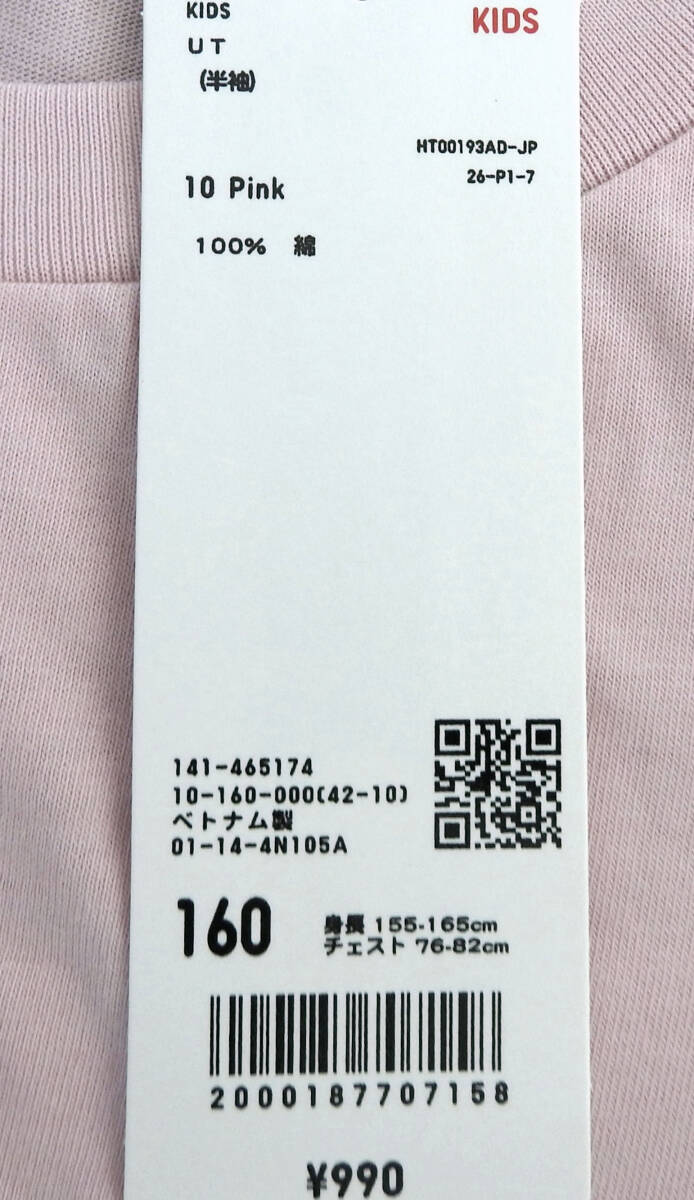 KIDS
KIDS
UT
(半袖)
HT00193AD-JP
26-P1-7
10 Pink
100% 綿
141-465174
10-160-000(42-10)
ベトナム製
01-14-4N105A
160
身長 155-165cm
チェスト 76-82cm
2000187707158
¥990